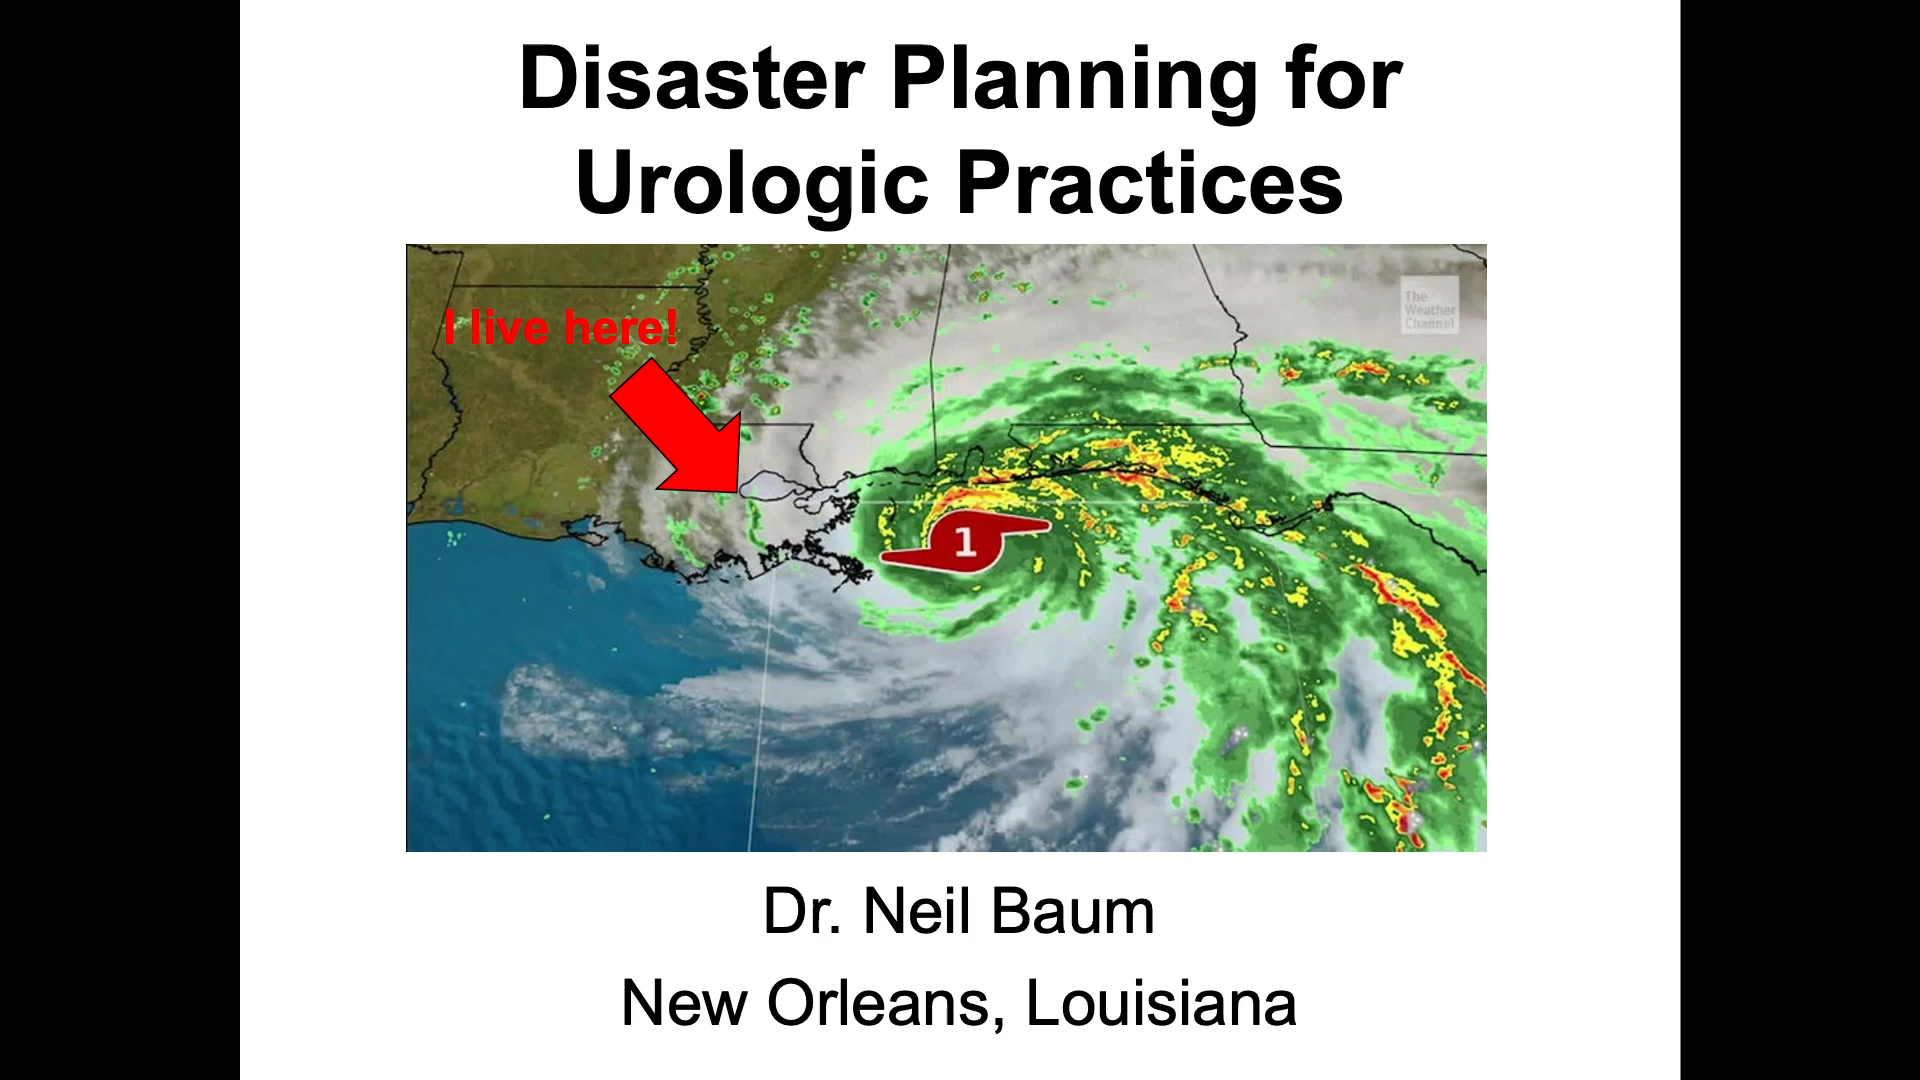 Disaster Planning for
Urologic Practices
The
Weather
Channel
I live here!
1
Dr. Neil Baum
New Orleans, Louisiana